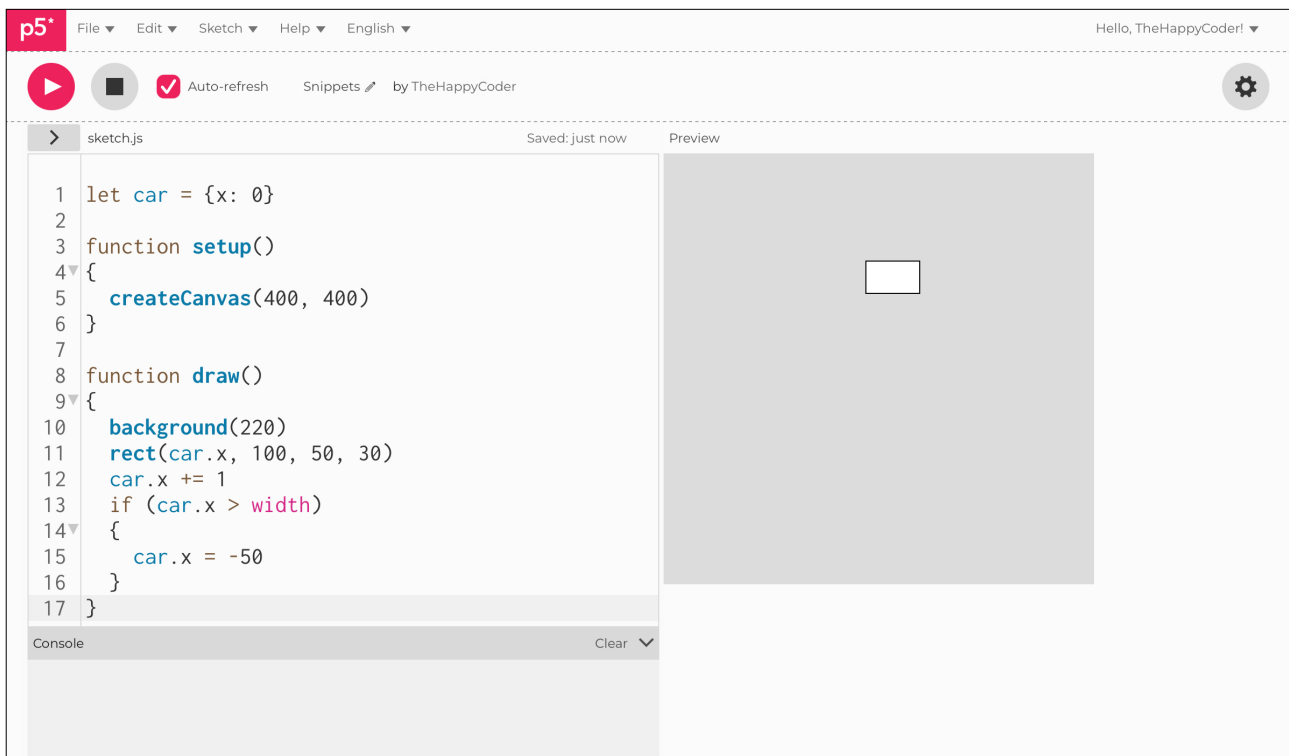 p5* File Edit Sketch Help English Hello, TheHappyCoder!
Auto-refresh Snippets by TheHappyCoder
sketch.js Saved: just now Preview
1 let car = {x: 0}
2
3 function setup()
4 {
5   createCanvas(400, 400)
6 }
7
8 function draw()
9 {
10   background(220)
11   rect(car.x, 100, 50, 30)
12   car.x += 1
13   if (car.x > width)
14   {
15     car.x = -50
16   }
17 }
Console Clear